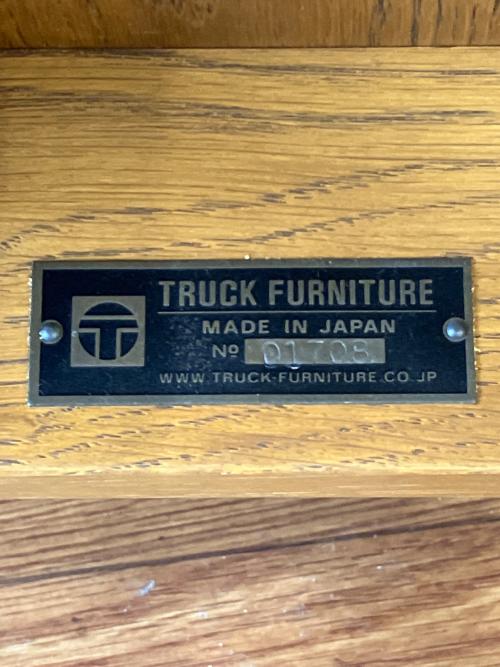 TRUCK FURNITURE
MADE IN JAPAN
Nº 01708
WWW.TRUCK-FURNITURE.CO.JP